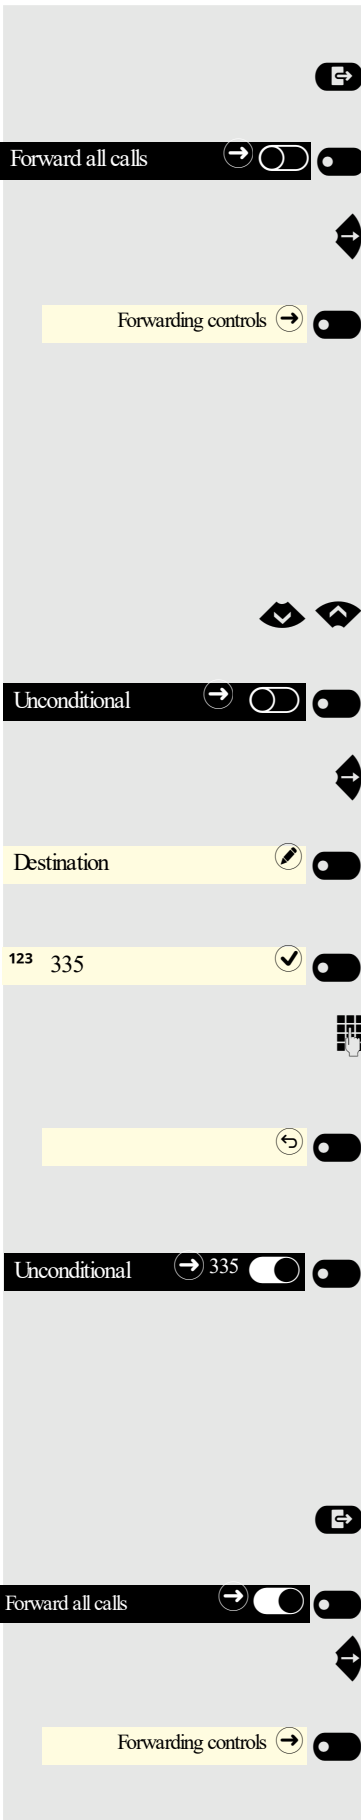 Forward all calls
Forwarding controls
Unconditional
Destination
123 335
Unconditional 335
Forward all calls
Forwarding controls